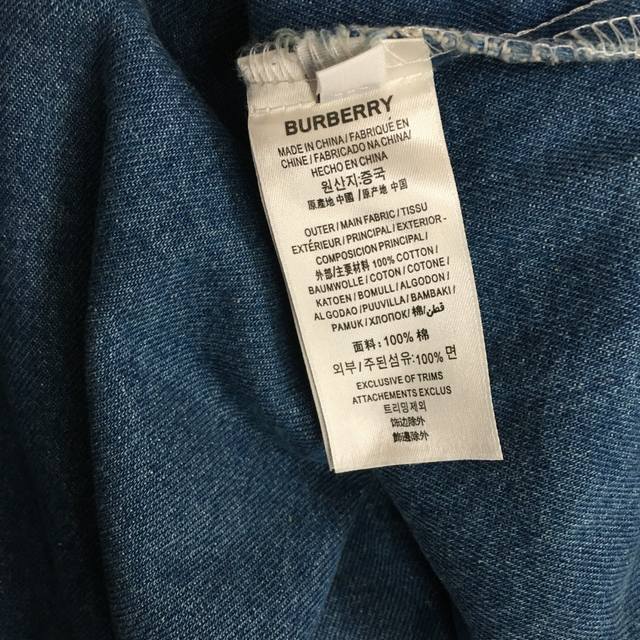 BURBERRY
MADE IN CHINA / FABRIQUÉ EN
CHINE / FABRICADO NA CHINA/
HECHO EN CHINA
원산지:중국
原產地 中國 / 原产地 中国
OUTER / MAIN FABRIC / TISSU
EXTÉRIEUR / PRINCIPAL / EXTERIOR -
COMPOSICION PRINCIPAL /
外部/主要材料 100% COTTON /
BAUMWOLLE / COTON / COTONE /
KATOEN / BOMULL / ALGODON /
ALGODAO / PUUVILLA / BAMBAKI /
PAMUK / ХЛОПОК/ 棉/قطن
面料: 100% 棉
외부 / 주된섬유:100% 면
EXCLUSIVE OF TRIMS
ATTACHEMENTS EXCLUS
트리밍제외
饰边除外
飾邊除外